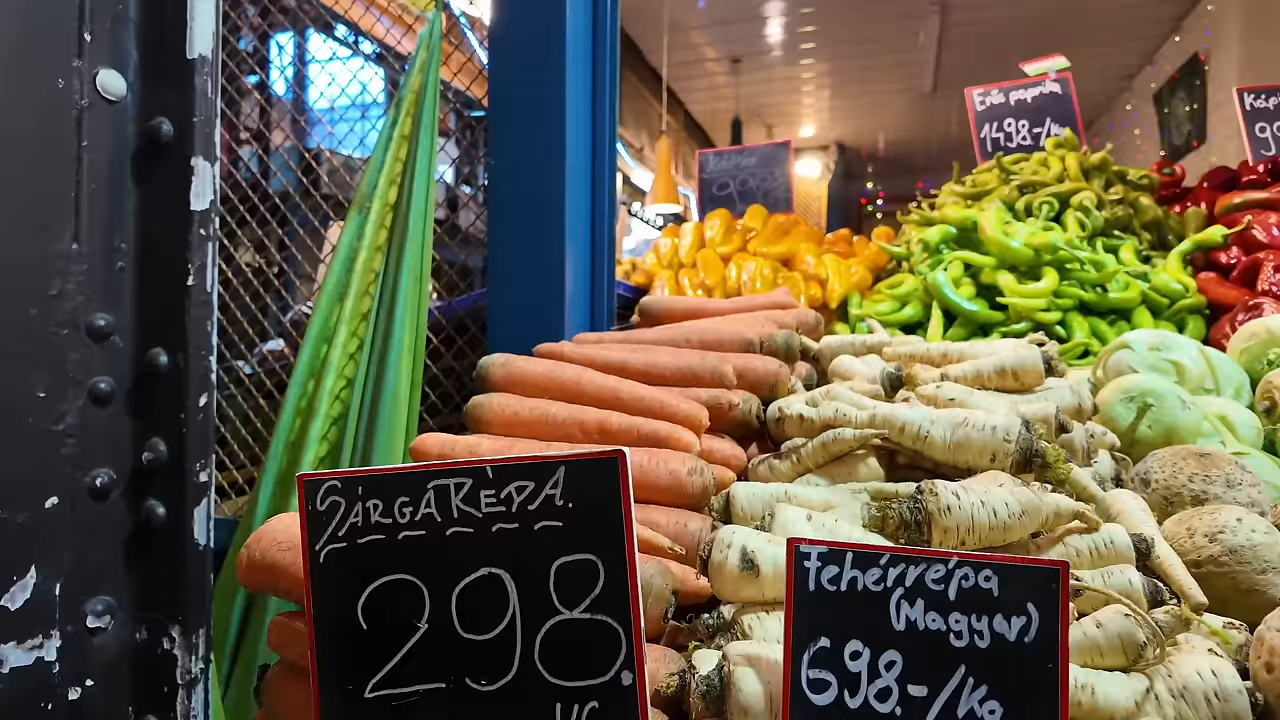 SÁRGARÉPA.
298.
Fehérrépa
(Magyar)
698.-/Kg
Erős paprika
1498.-/Kg